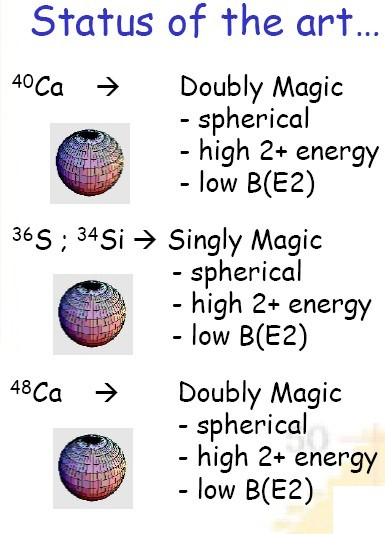 Status of the art...
⁴⁰Ca → Doubly Magic
- spherical
- high 2+ energy
- low B(E2)
³⁶S ; ³⁴Si → Singly Magic
- spherical
- high 2+ energy
- low B(E2)
⁴⁸Ca → Doubly Magic
- spherical
- high 2+ energy
- low B(E2)
50